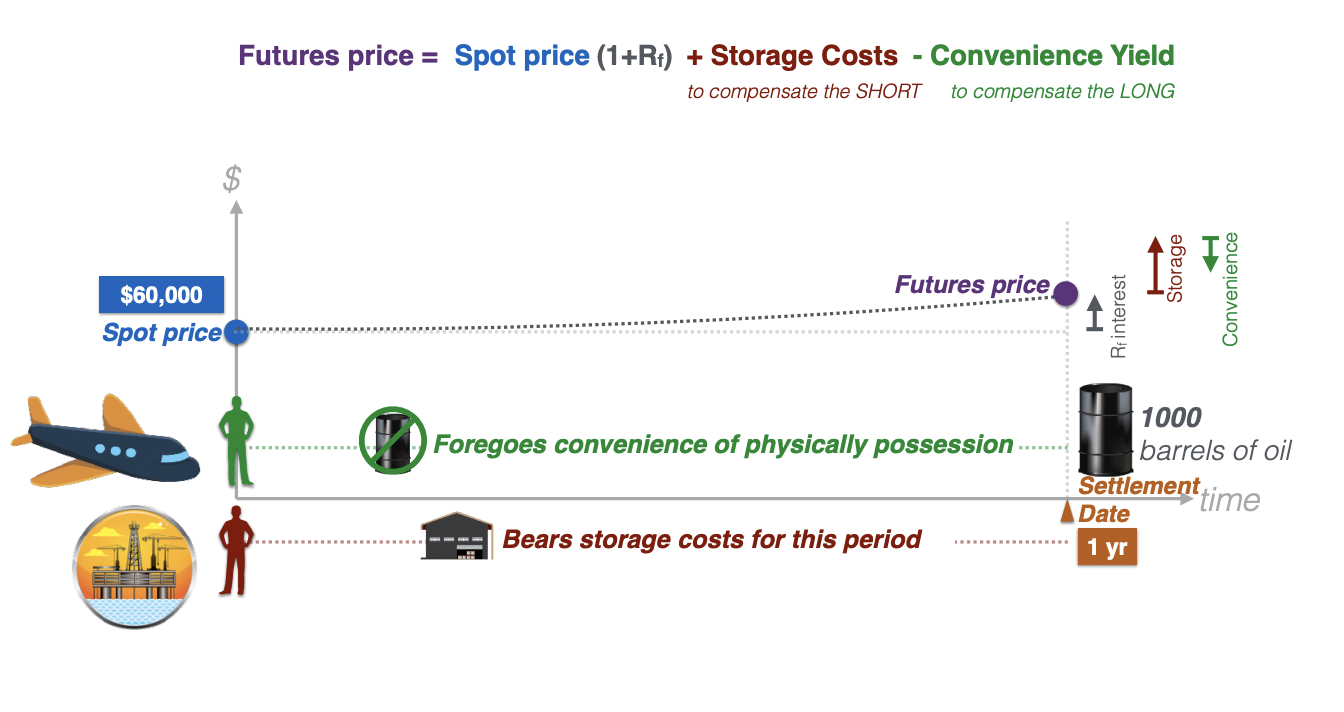 Futures price = Spot price (1+Rf) + Storage Costs - Convenience Yield
to compensate the SHORT to compensate the LONG
$
$60,000
Spot price
Futures price
Rf interest
Storage
Convenience
Foregoes convenience of physically possession
1000
barrels of oil
Settlement
Date
time
1 yr
Bears storage costs for this period